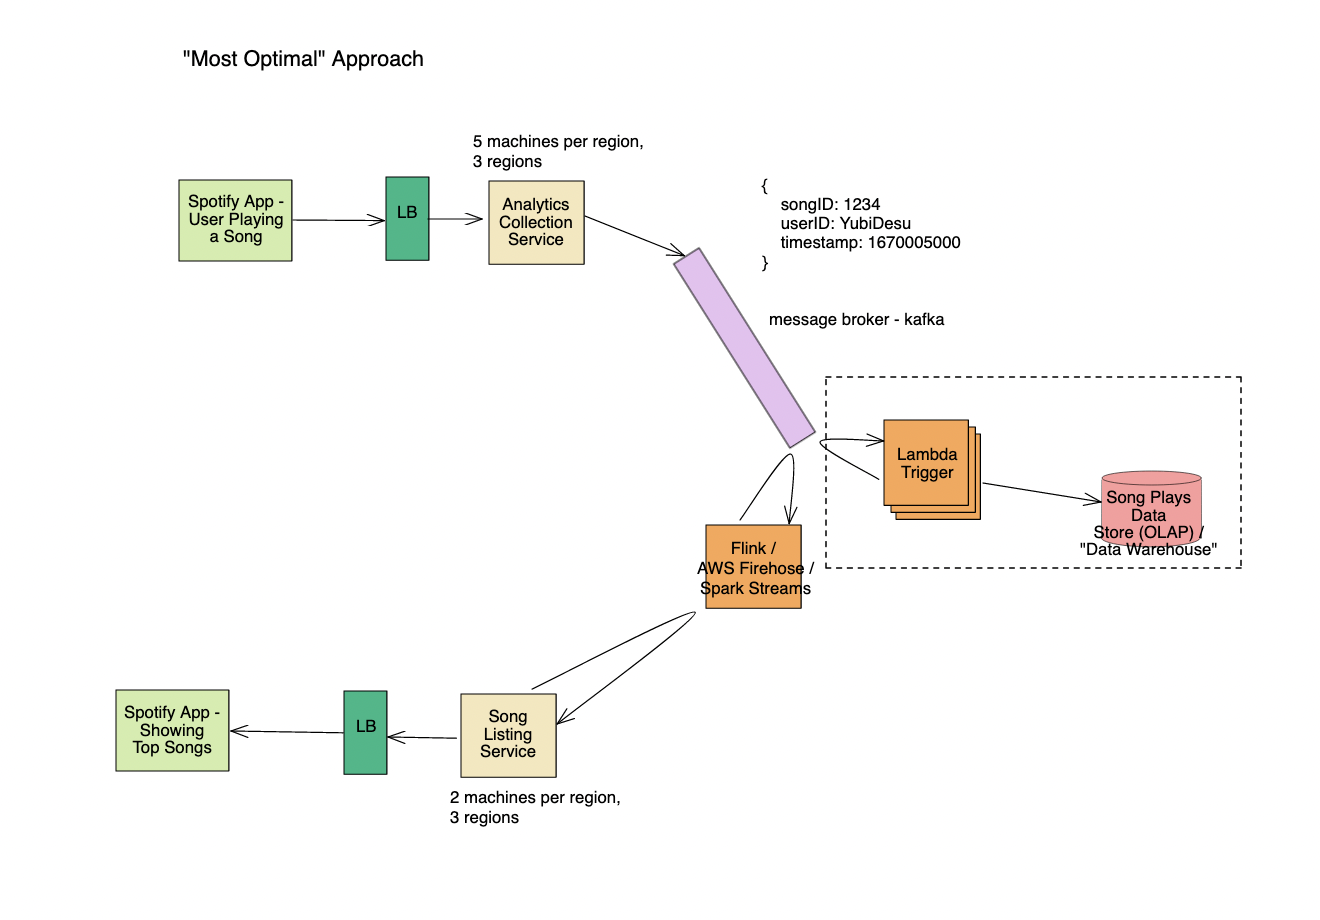 "Most Optimal" Approach
5 machines per region,
3 regions
Spotify App -
User Playing
a Song
LB
Analytics
Collection
Service
{
songID: 1234
userID: YubiDesu
timestamp: 1670005000
}
message broker - kafka
Lambda
Trigger
Song Plays
Data
Store (OLAP) /
"Data Warehouse"
Flink /
AWS Firehose /
Spark Streams
Spotify App -
Showing
Top Songs
LB
Song
Listing
Service
2 machines per region,
3 regions